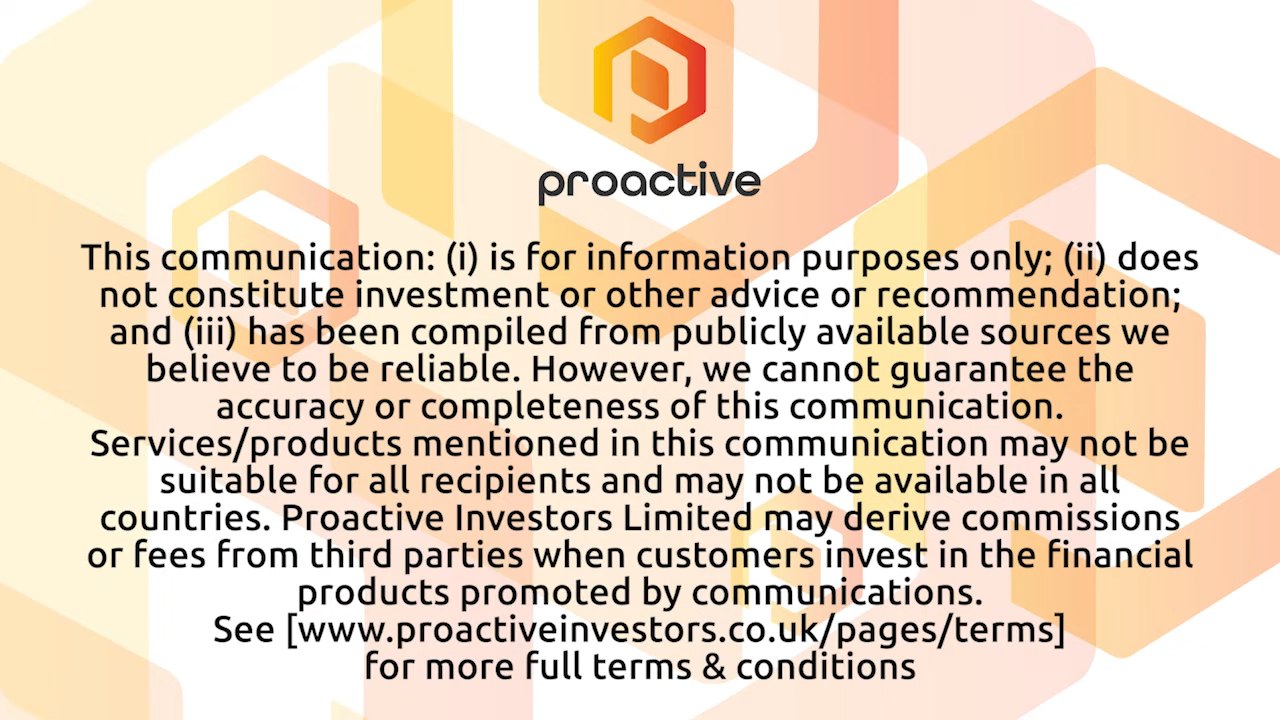 proactive
This communication: (i) is for information purposes only; (ii) does
not constitute investment or other advice or recommendation;
and (iii) has been compiled from publicly available sources we
believe to be reliable. However, we cannot guarantee the
accuracy or completeness of this communication.
Services/products mentioned in this communication may not be
suitable for all recipients and may not be available in all
countries. Proactive Investors Limited may derive commissions
or fees from third parties when customers invest in the financial
products promoted by communications.
See [www.proactiveinvestors.co.uk/pages/terms]
for more full terms & conditions